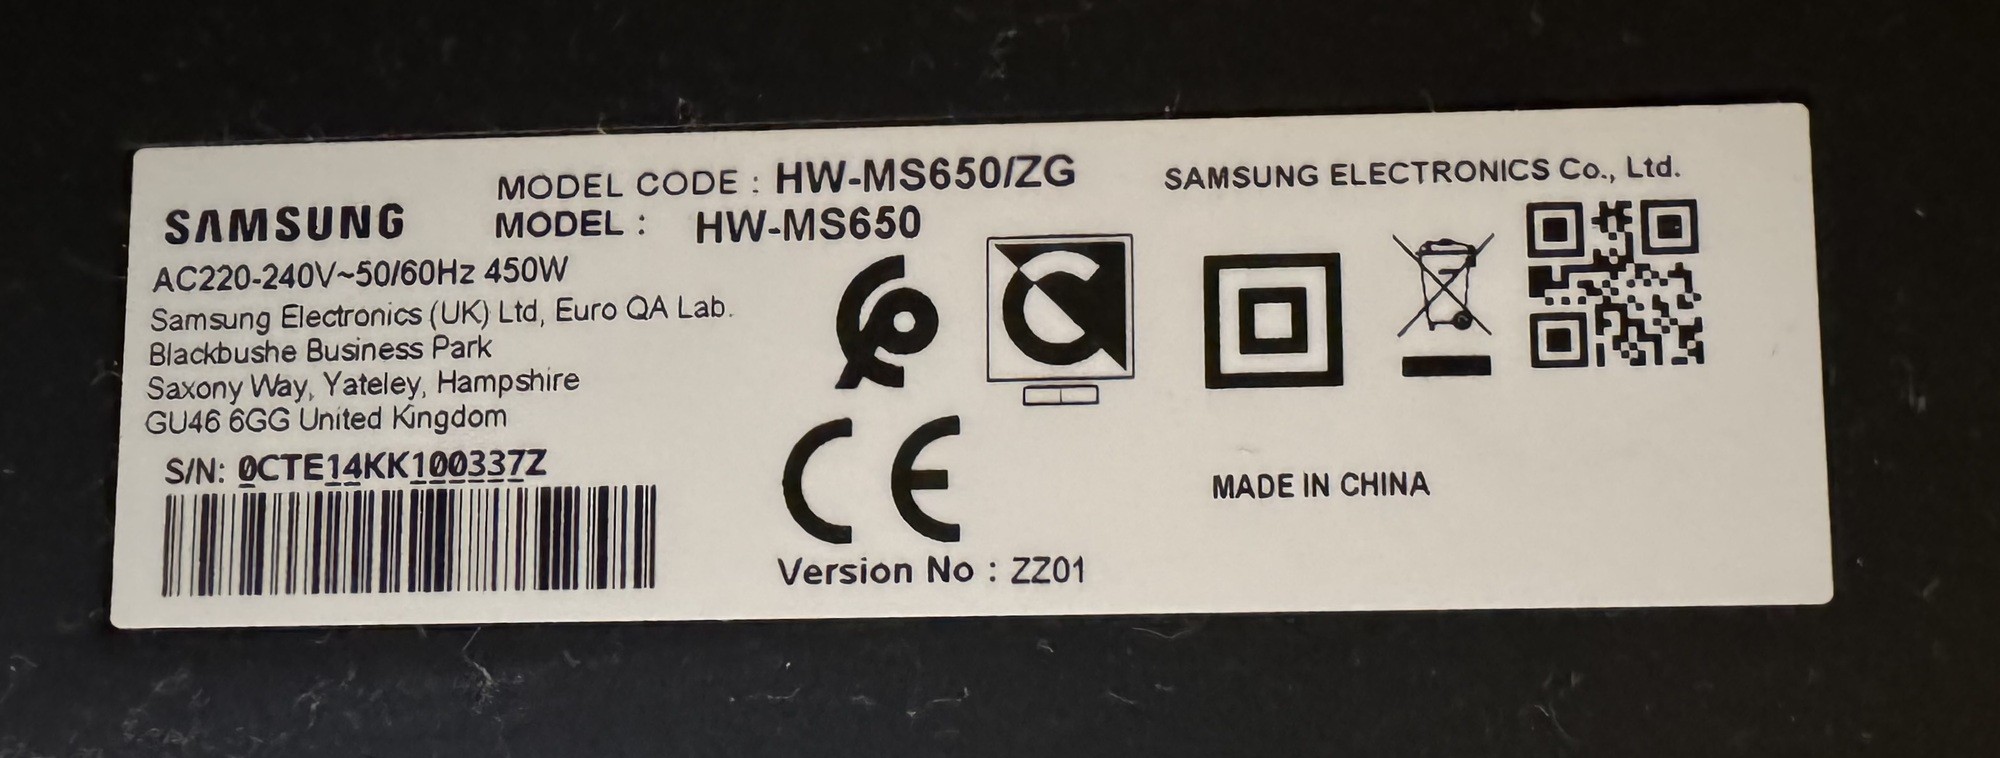 MODEL CODE : HW-MS650/ZG
SAMSUNG ELECTRONICS Co., Ltd.
SAMSUNG
MODEL : HW-MS650
AC220-240V~50/60Hz 450W
Samsung Electronics (UK) Ltd, Euro QA Lab.
Blackbushe Business Park
Saxony Way, Yateley, Hampshire
GU46 6GG United Kingdom
S/N: 0CTE14KK100337Z
CE
MADE IN CHINA
Version No : ZZ01